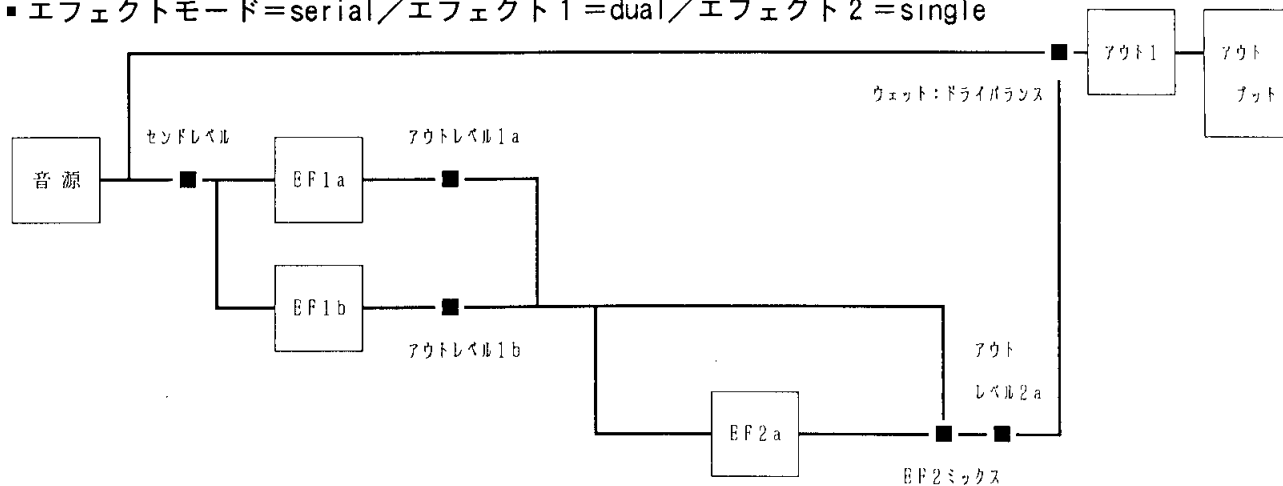 ▪エフェクトモード=serial/エフェクト1=dual/エフェクト2=single
アウト1
アウト
プット
ウェット:ドライバランス
センドレベル
アウトレベル1a
音源
EF1a
EF1b
アウトレベル1b
アウト
レベル2a
EF2a
EF2ミックス